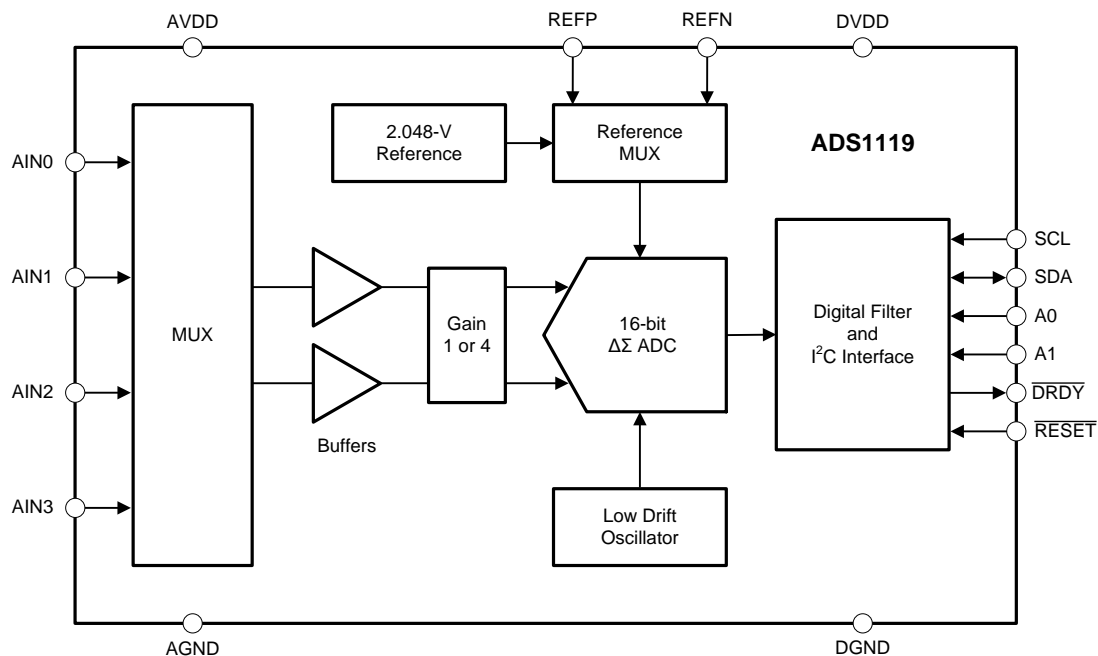 AVDD
REFP
REFN
DVDD
2.048-V
Reference
Reference
MUX
ADS1119
AIN0
AIN1
AIN2
AIN3
MUX
Buffers
Gain
1 or 4
16-bit
ΔΣ ADC
Digital Filter
and
I²C Interface
SCL
SDA
A0
A1
DRDY
RESET
Low Drift
Oscillator
AGND
DGND